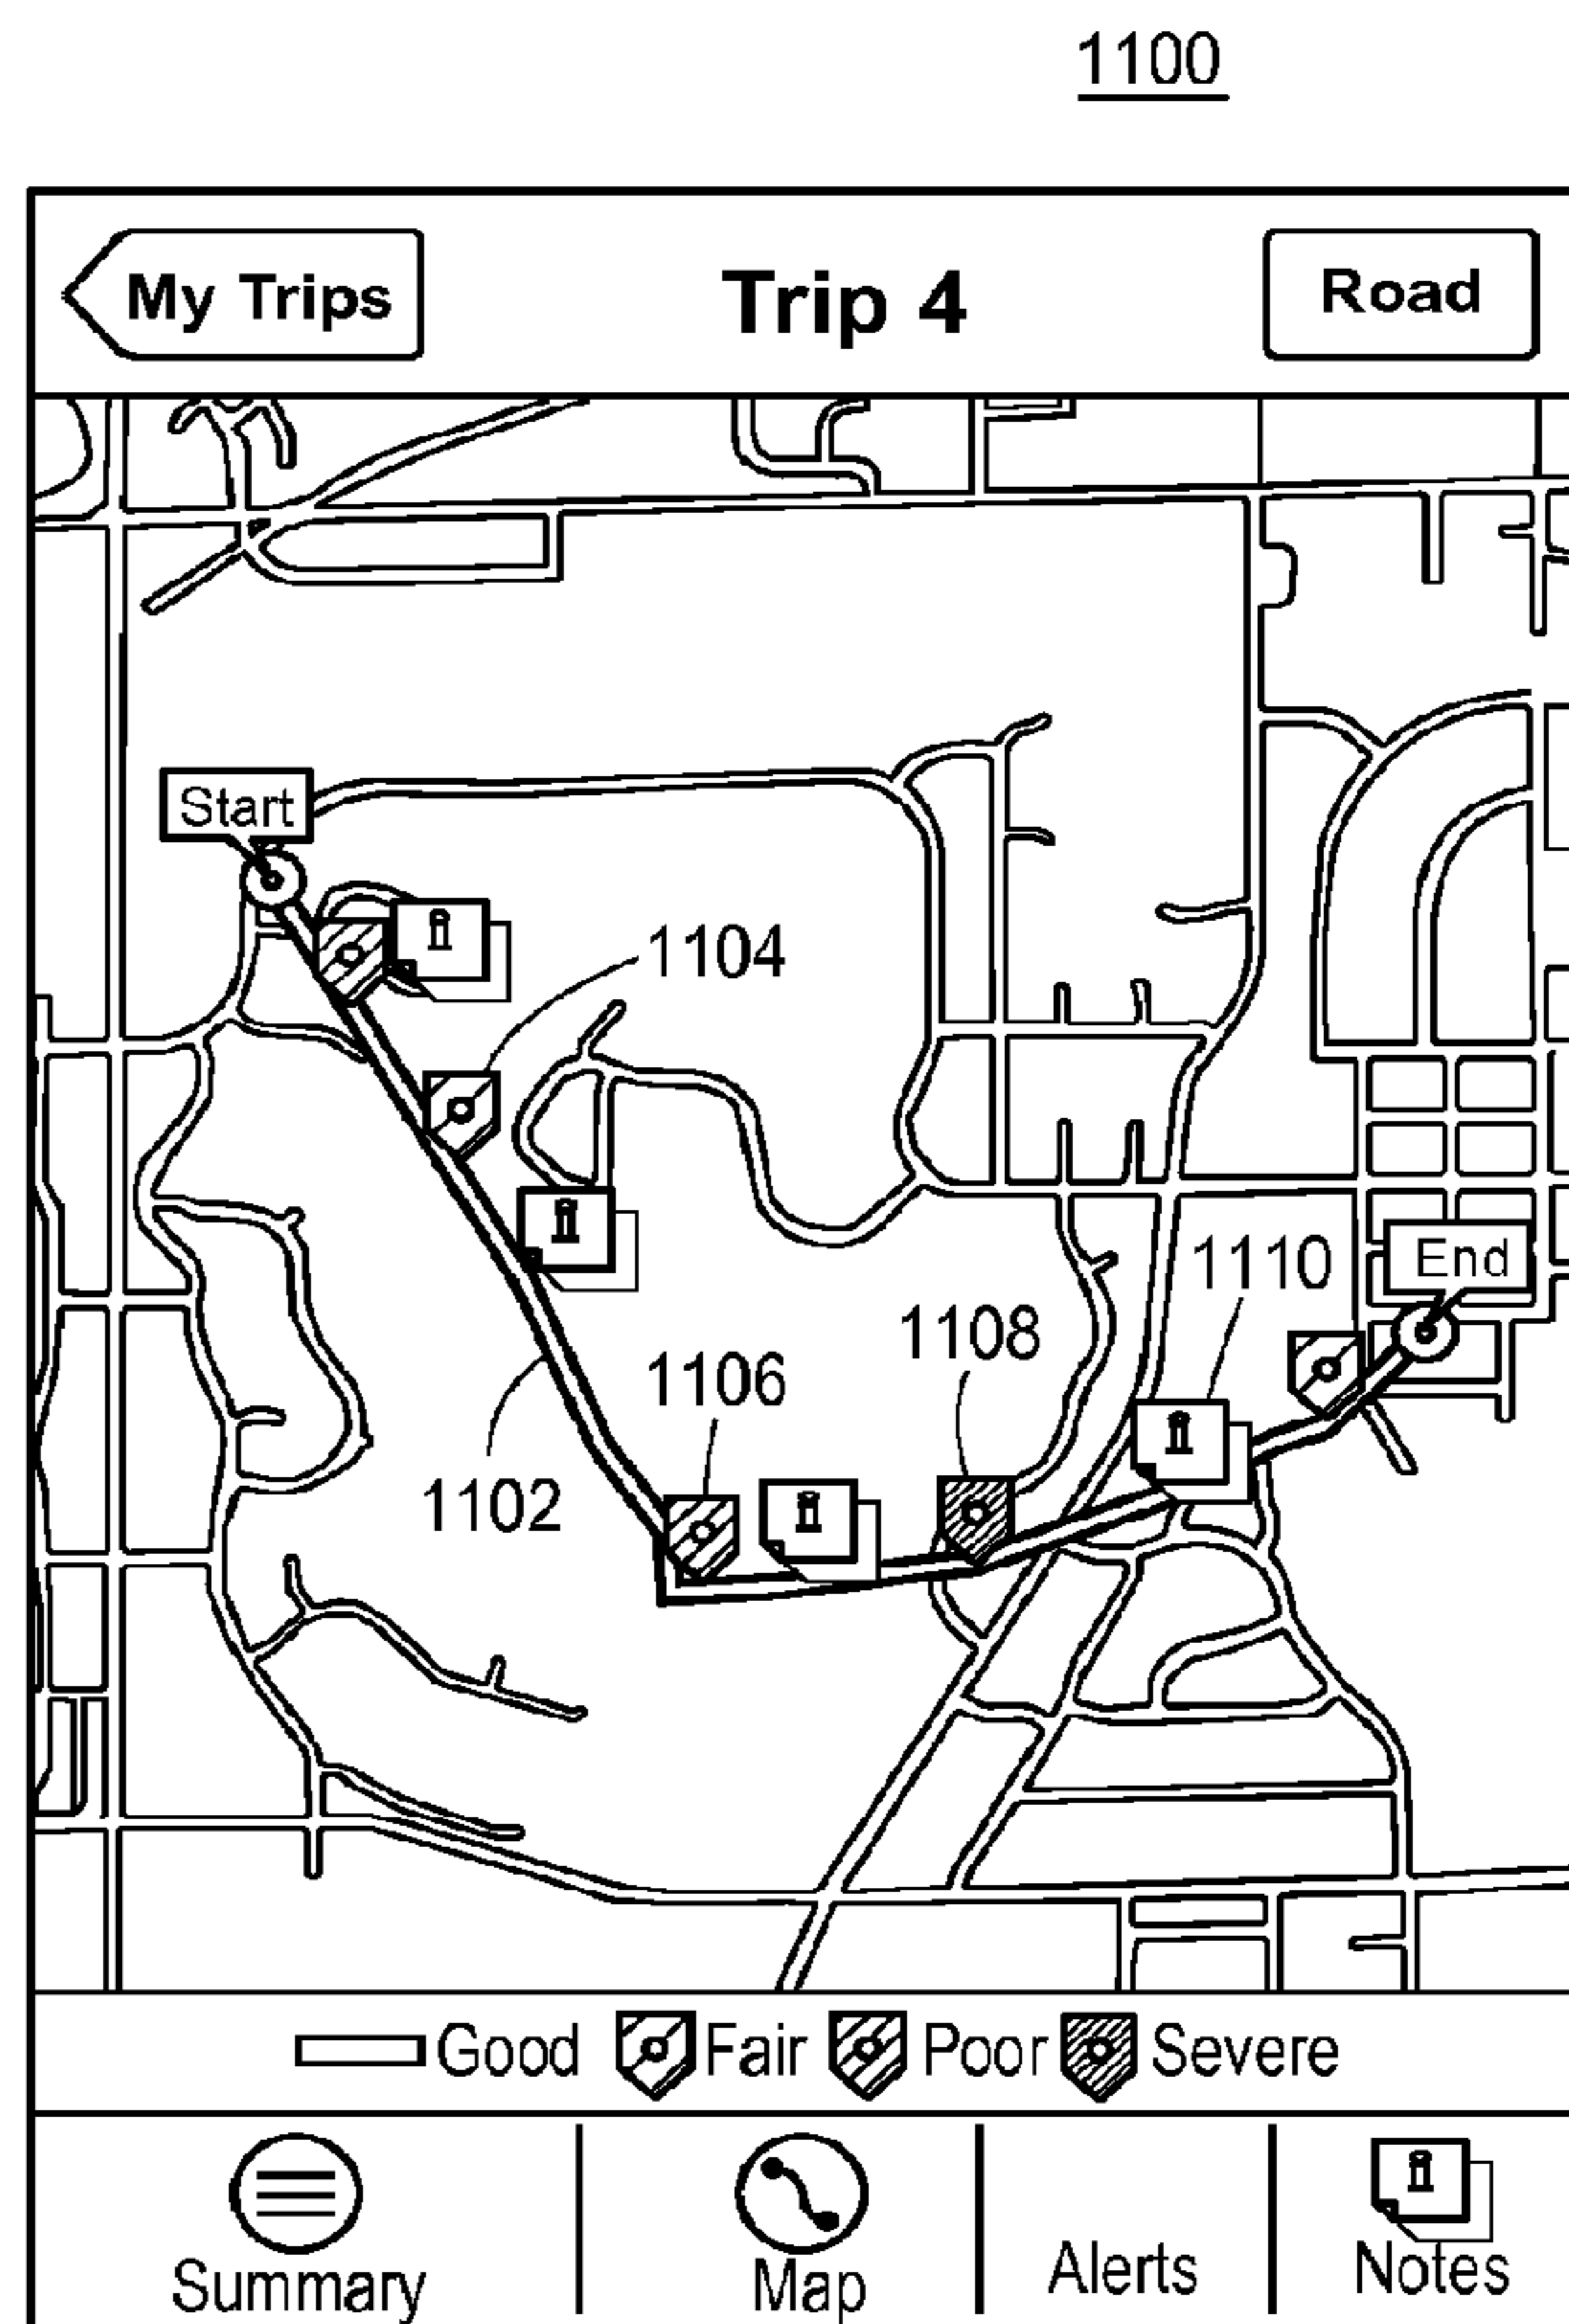 1100
My Trips Trip 4 Road
Start
i
1104
i
1110
End
1108
1106
i
1102
i
Good Fair Poor Severe
i
Summary Map Alerts Notes